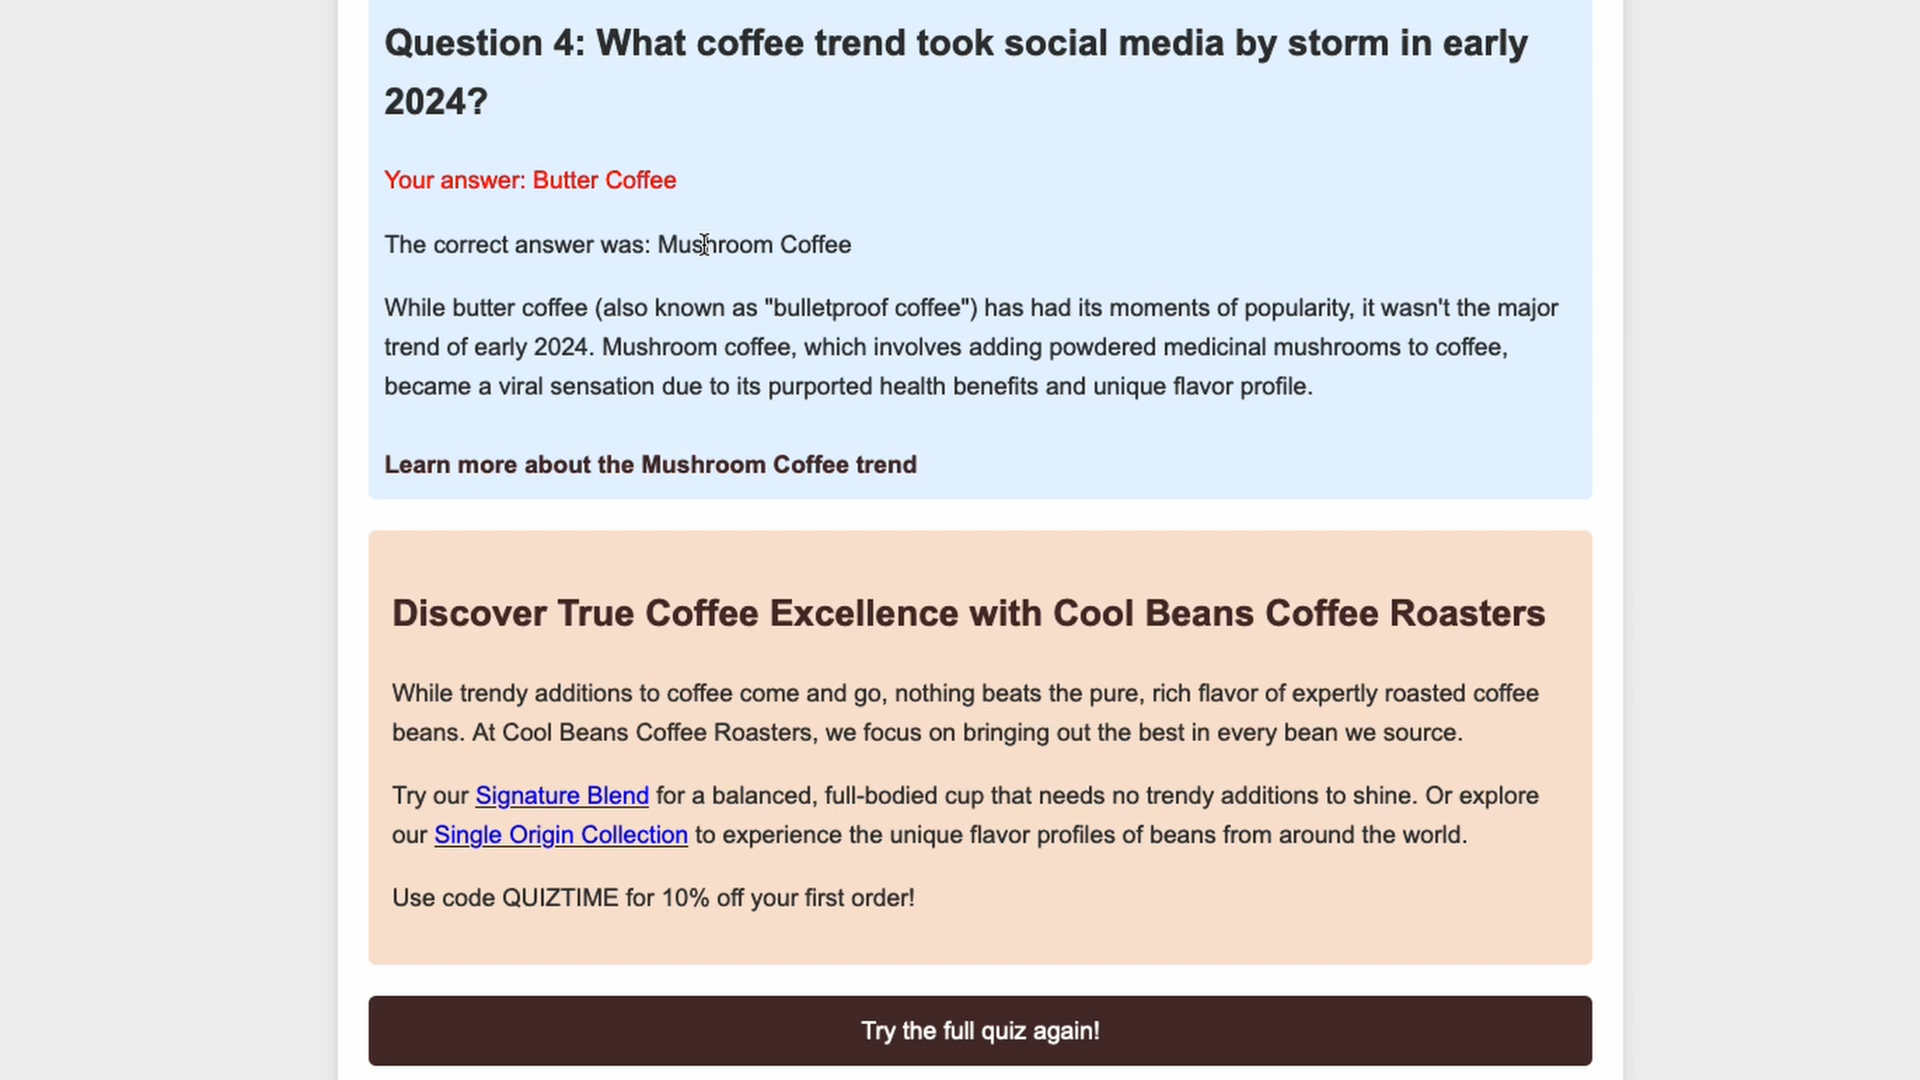 Question 4: What coffee trend took social media by storm in early
2024?
Your answer: Butter Coffee
The correct answer was: Mushroom Coffee
While butter coffee (also known as "bulletproof coffee") has had its moments of popularity, it wasn't the major
trend of early 2024. Mushroom coffee, which involves adding powdered medicinal mushrooms to coffee,
became a viral sensation due to its purported health benefits and unique flavor profile.
Learn more about the Mushroom Coffee trend
Discover True Coffee Excellence with Cool Beans Coffee Roasters
While trendy additions to coffee come and go, nothing beats the pure, rich flavor of expertly roasted coffee
beans. At Cool Beans Coffee Roasters, we focus on bringing out the best in every bean we source.
Try our Signature Blend for a balanced, full-bodied cup that needs no trendy additions to shine. Or explore
our Single Origin Collection to experience the unique flavor profiles of beans from around the world.
Use code QUIZTIME for 10% off your first order!
Try the full quiz again!